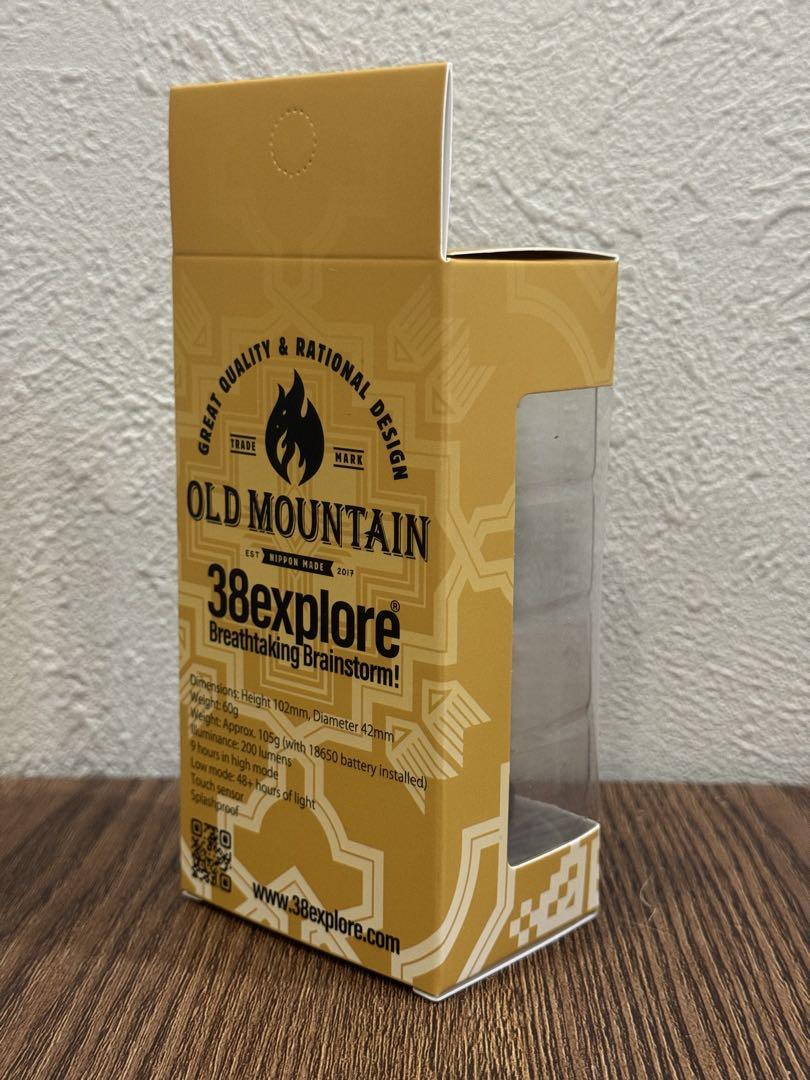 GREAT QUALITY & RATIONAL DESIGN
TRADE MARK
OLD MOUNTAIN
EST NIPPON MADE 2017
38explore®
Breathtaking Brainstorm!
Dimensions: Height 102mm, Diameter 42mm
Weight: 60g
Weight: Approx. 105g (with 18650 battery installed)
Illuminance: 200 lumens
9 hours in high mode
Low mode: 48+ hours of light
Touch sensor
Splashproof
www.38explore.com